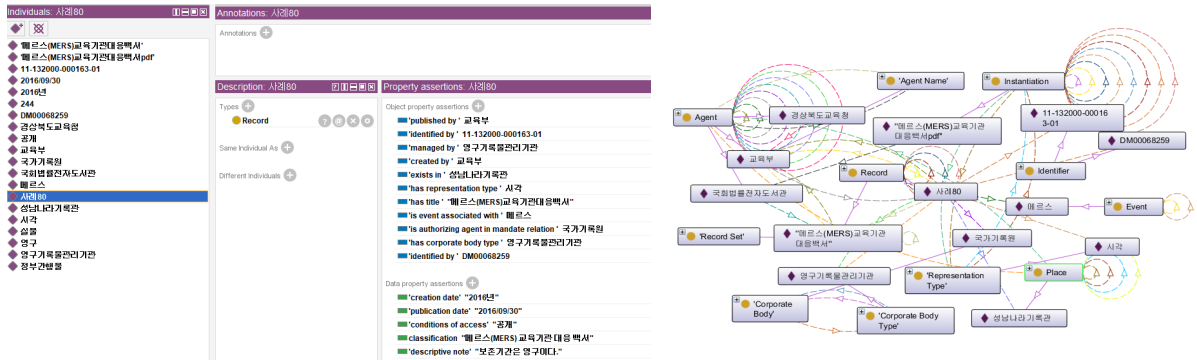 Individuals: 사례80
'메르스(MERS)교육기관대응백서'
'메르스(MERS)교육기관대응백서pdf'
11-132000-000163-01
2016/09/30
2016년
244
DM00068259
경상북도교육청
공개
교육부
국가기록원
국회법률전자도서관
메르스
사례80
성남나라기록관
시각
실물
영구
영구기록물관리기관
정부간행물
Annotations: 사례80
Annotations
Description: 사례80
Types
Record
Same Individual As
Different Individuals
Property assertions: 사례80
Object property assertions
'published by' 교육부
'identified by' 11-132000-000163-01
'managed by' 영구기록물관리기관
'created by' 교육부
'exists in' 성남나라기록관
'has representation type' 시각
'has title' "메르스(MERS)교육기관대응백서"
'is event associated with' 메르스
'is authorizing agent in mandate relation' 국가기록원
'has corporate body type' 영구기록물관리기관
'identified by' DM00068259
Data property assertions
'creation date' "2016년"
'publication date' "2016/09/30"
'conditions of access' "공개"
classification "메르스(MERS) 교육기관 대응 백서"
'descriptive note' "보존기간은 영구이다."
'Agent Name'
Instantiation
Agent
경상북도교육청
11-132000-000163-01
"메르스(MERS)교육기관
대응백서pdf"
DM00068259
교육부
Record
Identifier
국회법률전자도서관
사례80
메르스
Event
'Record Set'
"메르스(MERS)교육기관
대응백서"
국가기록원
시각
영구기록물관리기관
'Representation
Type'
Place
'Corporate
Body'
'Corporate Body
Type'
성남나라기록관